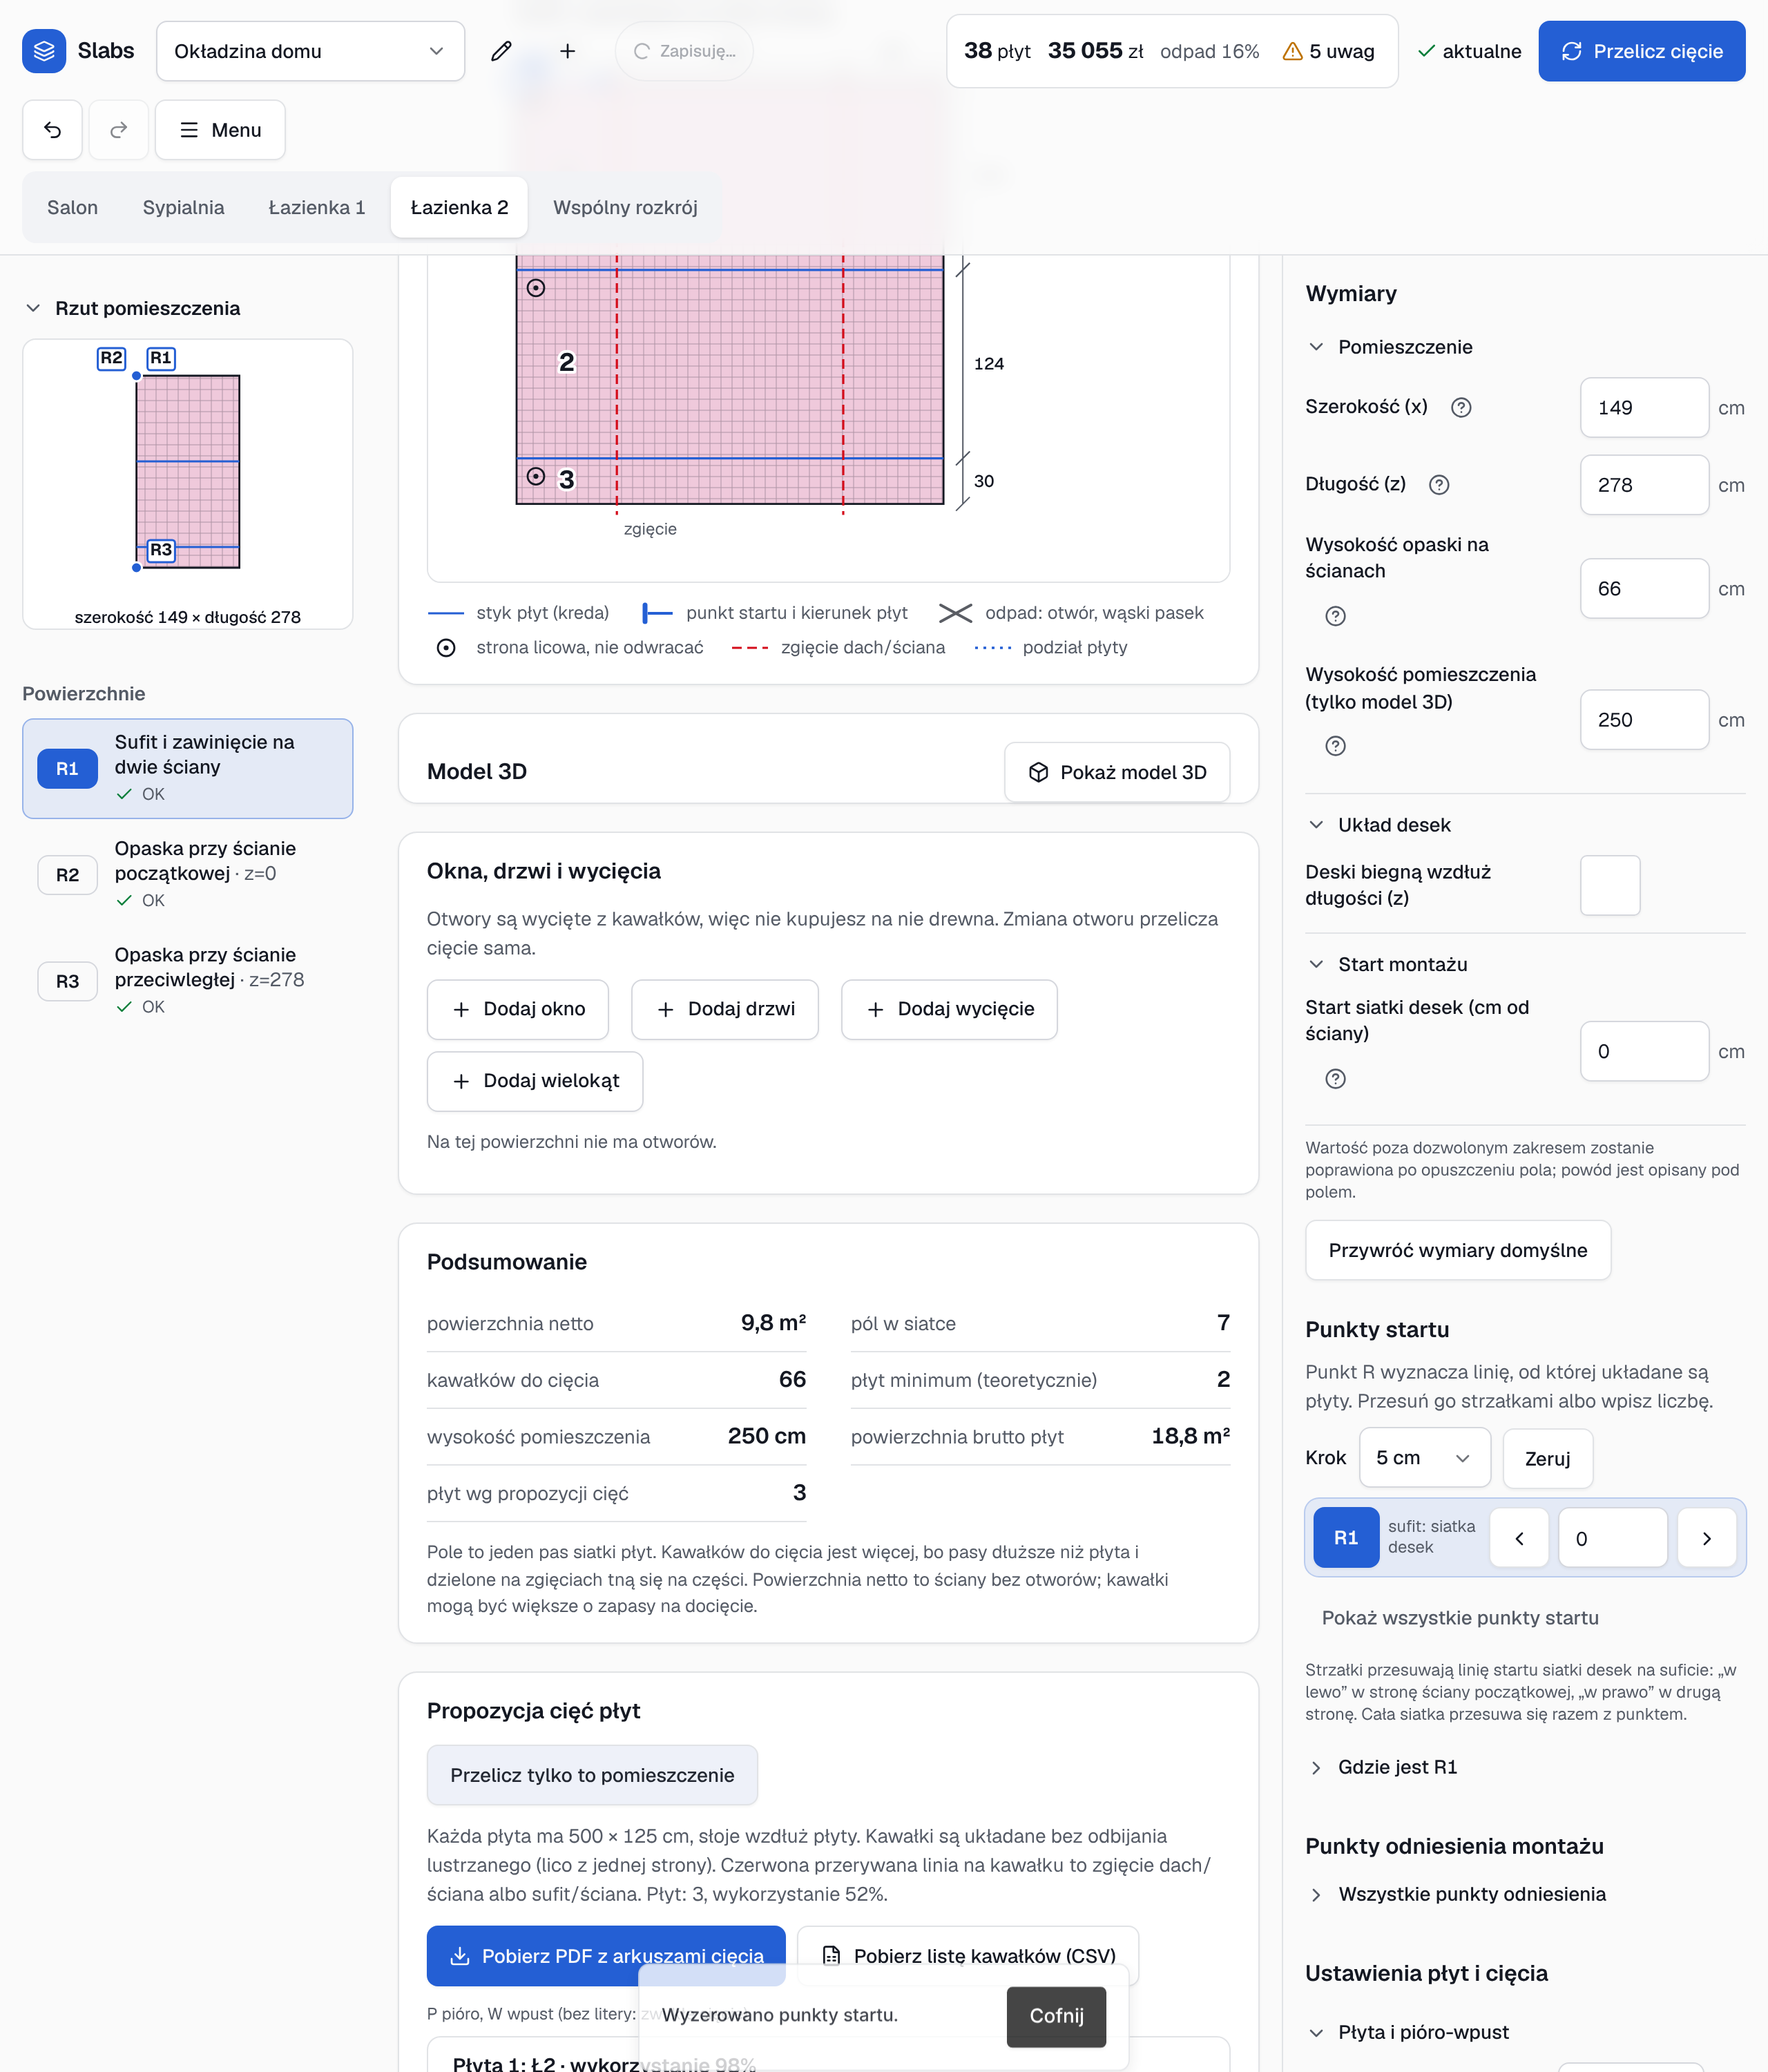 Slabs
Okładzina domu
Zapisuję...
38 płyt 35 055 zł odpad 16% 5 uwag
aktualne
Przelicz cięcie
Menu
Salon
Sypialnia
Łazienka 1
Łazienka 2
Wspólny rozkrój
Rzut pomieszczenia
R2 R1
R3
szerokość 149 × długość 278
Powierzchnie
R1
Sufit i zawinięcie na
dwie ściany
OK
R2
Opaska przy ścianie
początkowej · z=0
OK
R3
Opaska przy ścianie
przeciwległej · z=278
OK
2
124
3
30
zgięcie
styk płyt (kreda)
punkt startu i kierunek płyt
odpad: otwór, wąski pasek
strona licowa, nie odwracać
zgięcie dach/ściana
podział płyty
Model 3D
Pokaż model 3D
Okna, drzwi i wycięcia
Otwory są wycięte z kawałków, więc nie kupujesz na nie drewna. Zmiana otworu przelicza
cięcie sama.
Dodaj okno
Dodaj drzwi
Dodaj wycięcie
Dodaj wielokąt
Na tej powierzchni nie ma otworów.
Podsumowanie
powierzchnia netto 9,8 m²
pól w siatce 7
kawałków do cięcia 66
płyt minimum (teoretycznie) 2
wysokość pomieszczenia 250 cm
powierzchnia brutto płyt 18,8 m²
płyt wg propozycji cięć 3
Pole to jeden pas siatki płyt. Kawałków do cięcia jest więcej, bo pasy dłuższe niż płyta i
dzielone na zgięciach tną się na części. Powierzchnia netto to ściany bez otworów; kawałki
mogą być większe o zapasy na docięcie.
Propozycja cięć płyt
Przelicz tylko to pomieszczenie
Każda płyta ma 500 × 125 cm, słoje wzdłuż płyty. Kawałki są układane bez odbijania
lustrzanego (lico z jednej strony). Czerwona przerywana linia na kawałku to zgięcie dach/
ściana albo sufit/ściana. Płyt: 3, wykorzystanie 52%.
Pobierz PDF z arkuszami cięcia
Pobierz listę kawałków (CSV)
P pióro, W wpust (bez litery:
Wyzerowano punkty startu.
Cofnij
Płyta 1: Ł2 · wykorzystanie 98%
Wymiary
Pomieszczenie
Szerokość (x)
149 cm
Długość (z)
278 cm
Wysokość opaski na
ścianach
66 cm
Wysokość pomieszczenia
(tylko model 3D)
250 cm
Układ desek
Deski biegną wzdłuż
długości (z)
Start montażu
Start siatki desek (cm od
ściany)
0 cm
Wartość poza dozwolonym zakresem zostanie
poprawiona po opuszczeniu pola; powód jest opisany pod
polem.
Przywróć wymiary domyślne
Punkty startu
Punkt R wyznacza linię, od której układane są
płyty. Przesuń go strzałkami albo wpisz liczbę.
Krok
5 cm
Zeruj
R1
sufit: siatka
desek
0
Pokaż wszystkie punkty startu
Strzałki przesuwają linię startu siatki desek na suficie: „w
lewo” w stronę ściany początkowej, „w prawo” w drugą
stronę. Cała siatka przesuwa się razem z punktem.
Gdzie jest R1
Punkty odniesienia montażu
Wszystkie punkty odniesienia
Ustawienia płyt i cięcia
Płyta i pióro-wpust